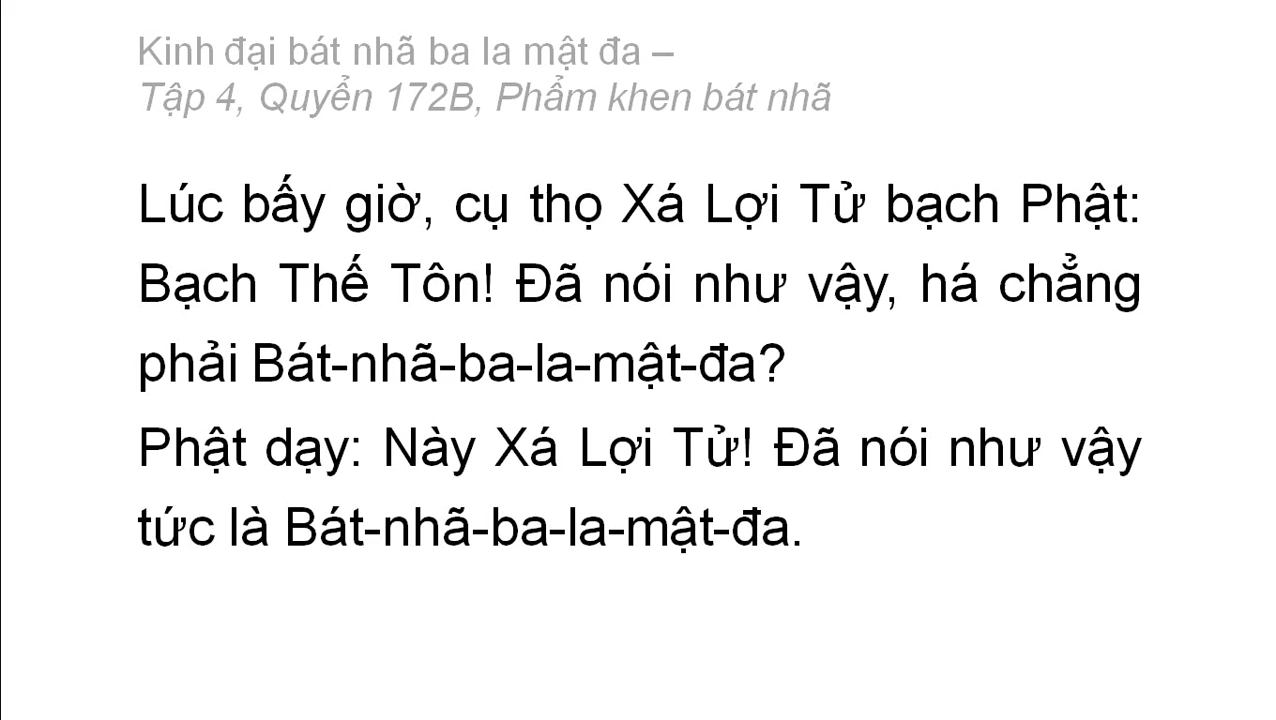 Kinh đại bát nhã ba la mật đa –
Tập 4, Quyển 172B, Phẩm khen bát nhã
Lúc bấy giờ, cụ thọ Xá Lợi Tử bạch Phật:
Bạch Thế Tôn! Đã nói như vậy, há chẳng
phải Bát-nhã-ba-la-mật-đa?
Phật dạy: Này Xá Lợi Tử! Đã nói như vậy
tức là Bát-nhã-ba-la-mật-đa.